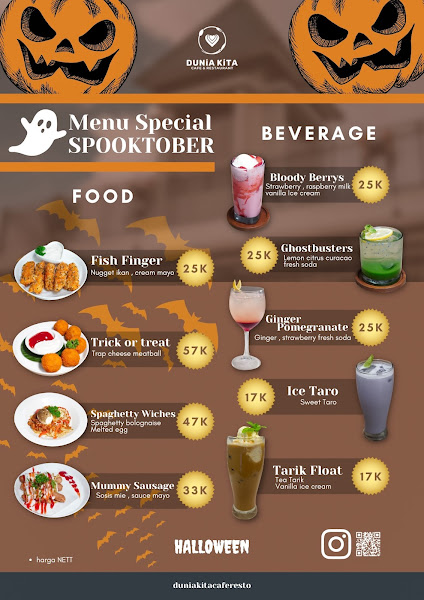 DUNIA KITA
CAFE & RESTAURANT
Menu Special
SPOOKTOBER
FOOD
Fish Finger
Nugget ikan , cream mayo
25K
Trick or treat
Trap cheese meatball
57K
Spaghetty Wiches
Spaghetty bolognaise
Melted egg
47K
Mummy Sausage
Sosis mie , sauce mayo
33K
BEVERAGE
Bloody Berrys
Strawberry , raspberry milk
vanilla Ice cream
25K
Ghostbusters
Lemon citrus curacao
fresh soda
25K
Ginger
Pomegranate
Ginger , strawberry fresh soda
25K
Ice Taro
Sweet Taro
17K
Tarik Float
Tea Tarik
Vanilla ice cream
17K
HALLOWEEN
• harga NETT
duniakitacaferesto